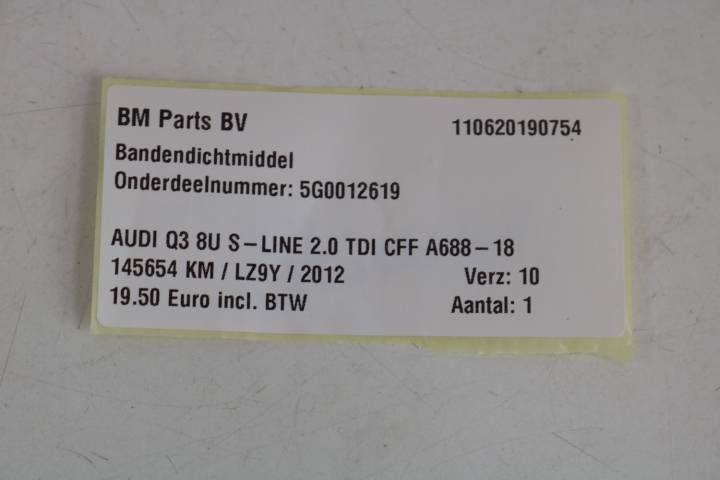 BM Parts BV 110620190754
Bandendichtmiddel
Onderdeelnummer: 5G0012619
AUDI Q3 8U S-LINE 2.0 TDI CFF A688-18
145654 KM / LZ9Y / 2012 Verz: 10
19.50 Euro incl. BTW Aantal: 1